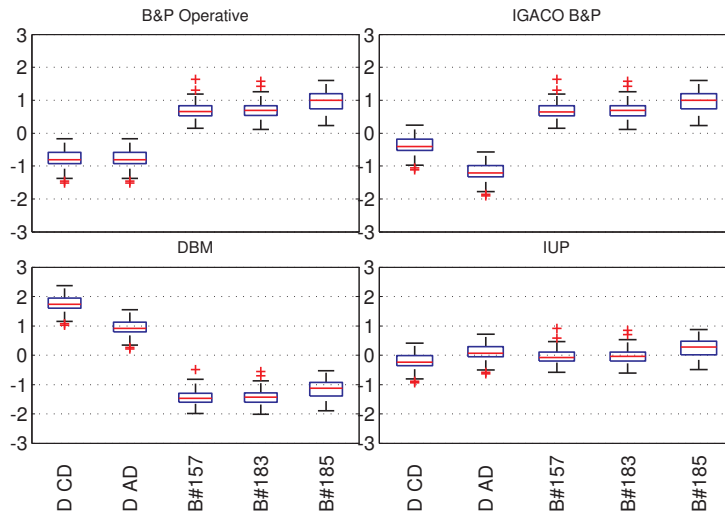 B&P Operative
IGACO B&P
3
2
1
0
-1
-2
-3
3
2
1
0
-1
-2
-3
DBM
IUP
3
2
1
0
-1
-2
-3
3
2
1
0
-1
-2
-3
D CD
D AD
B#157
B#183
B#185
D CD
D AD
B#157
B#183
B#185